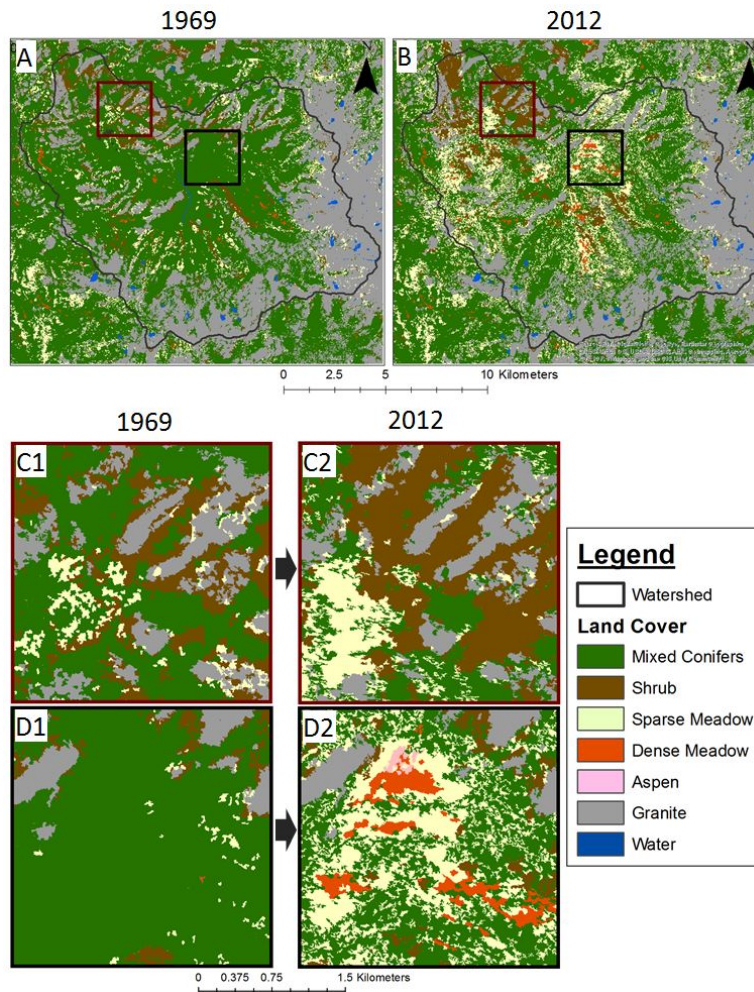 1969
2012
A
B
0 2.5 5 10 Kilometers
1969
2012
C1
C2
D1
D2
Legend
Watershed
Land Cover
Mixed Conifers
Shrub
Sparse Meadow
Dense Meadow
Aspen
Granite
Water
0 0.375 0.75 1.5 Kilometers